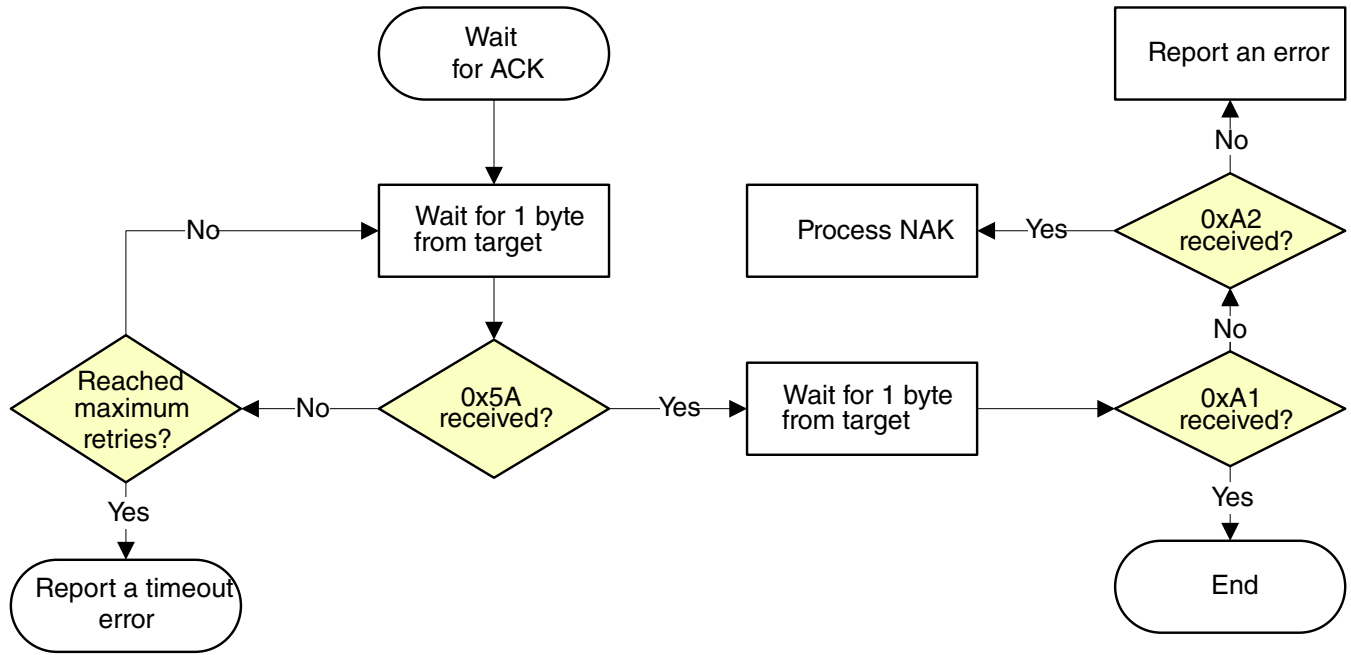 Wait
for ACK
Report an error
No
Wait for 1 byte
from target
No
Process NAK
Yes
0xA2
received?
No
Reached
maximum
retries?
No
0x5A
received?
Yes
Wait for 1 byte
from target
0xA1
received?
Yes
Yes
Report a timeout
error
End